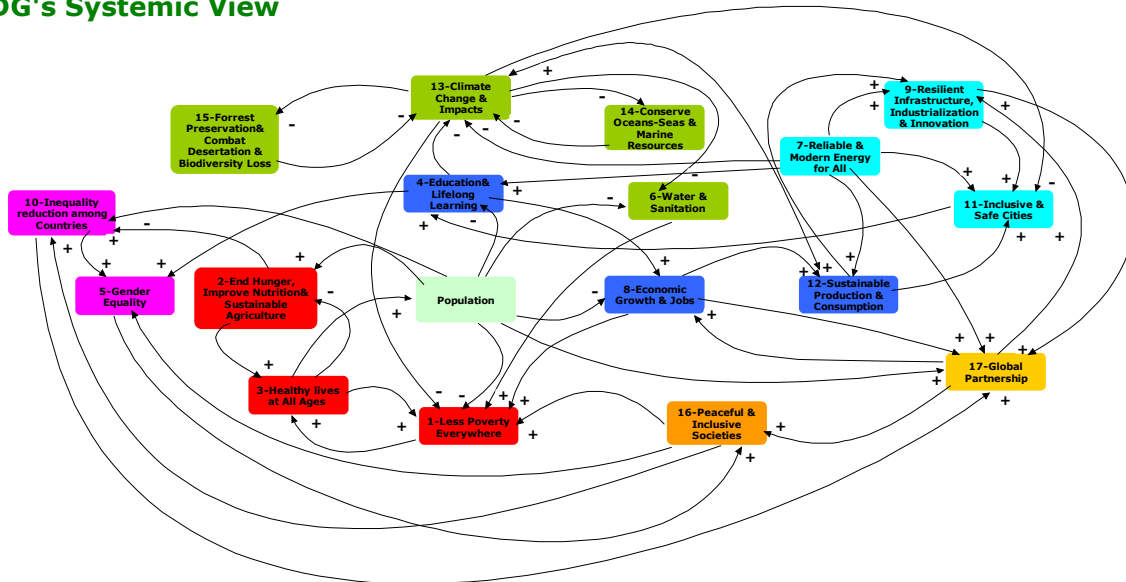 DG's Systemic View
13-Climate
Change &
Impacts
15-Forrest
Preservation&
Combat
Desertation &
Biodiversity Loss
14-Conserve
Oceans-Seas &
Marine
Resources
9-Resilient
Infrastructure,
Industrialization
& Innovation
7-Reliable &
Modern Energy
for All
4-Education&
Lifelong
Learning
6-Water &
Sanitation
10-Inequality
reduction among
Countries
11-Inclusive &
Safe Cities
5-Gender
Equality
2-End Hunger,
Improve Nutrition&
Sustainable
Agriculture
Population
8-Economic
Growth & Jobs
12-Sustainable
Production &
Consumption
17-Global
Partnership
3-Healthy lives
at All Ages
1-Less Poverty
Everywhere
16-Peaceful &
Inclusive
Societies